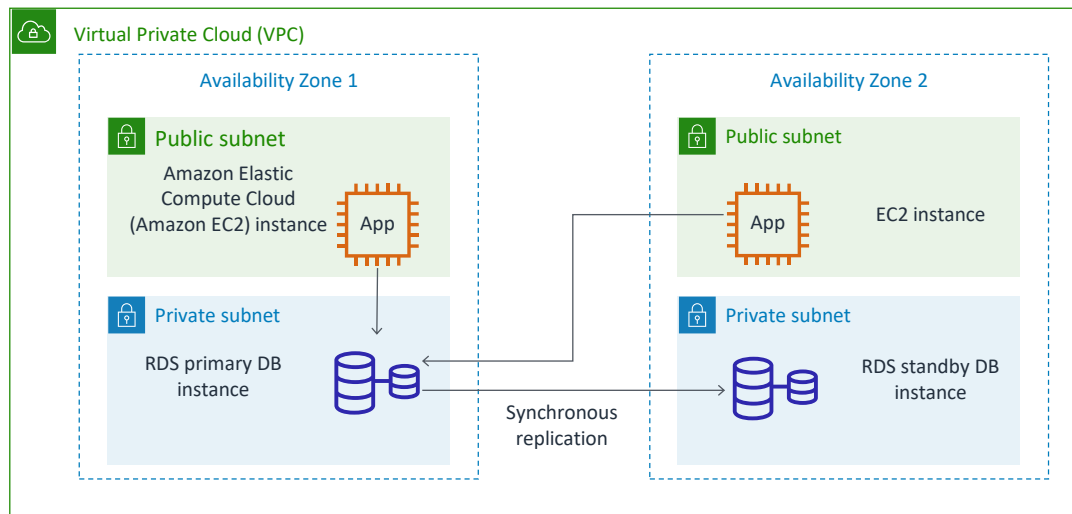 Virtual Private Cloud (VPC)
Availability Zone 1
Public subnet
Amazon Elastic
Compute Cloud
(Amazon EC2) instance
App
Private subnet
RDS primary DB
instance
Synchronous
replication
Availability Zone 2
Public subnet
App
EC2 instance
Private subnet
RDS standby DB
instance